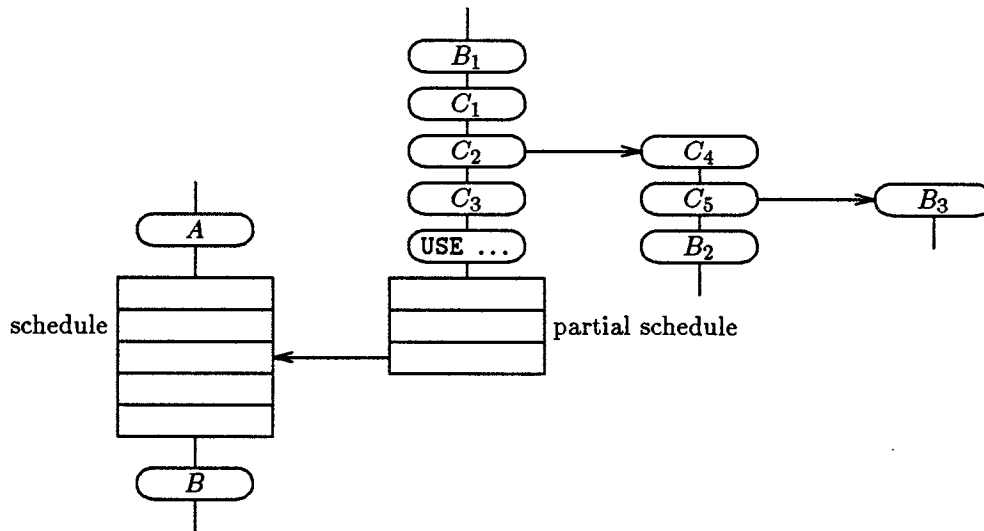 B₁
C₁
C₂
C₄
C₃
C₅
B₃
A
USE ...
B₂
schedule
partial schedule
B